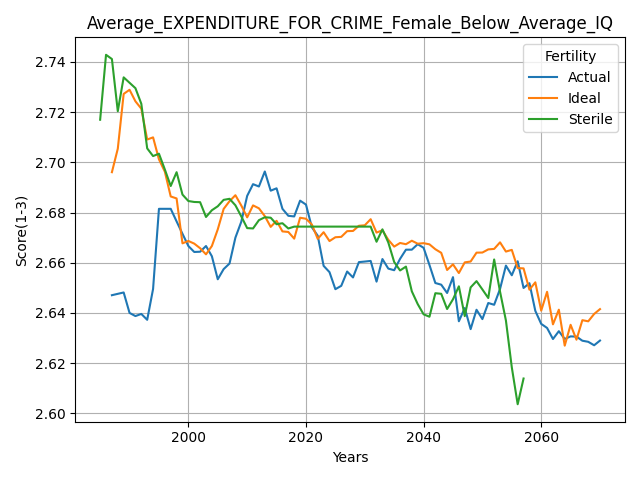 Average_EXPENDITURE_FOR_CRIME_Female_Below_Average_IQ
Fertility
Actual
Ideal
Sterile
Score(1-3)
2.74
2.72
2.70
2.68
2.66
2.64
2.62
2.60
2000 2020 2040 2060
Years